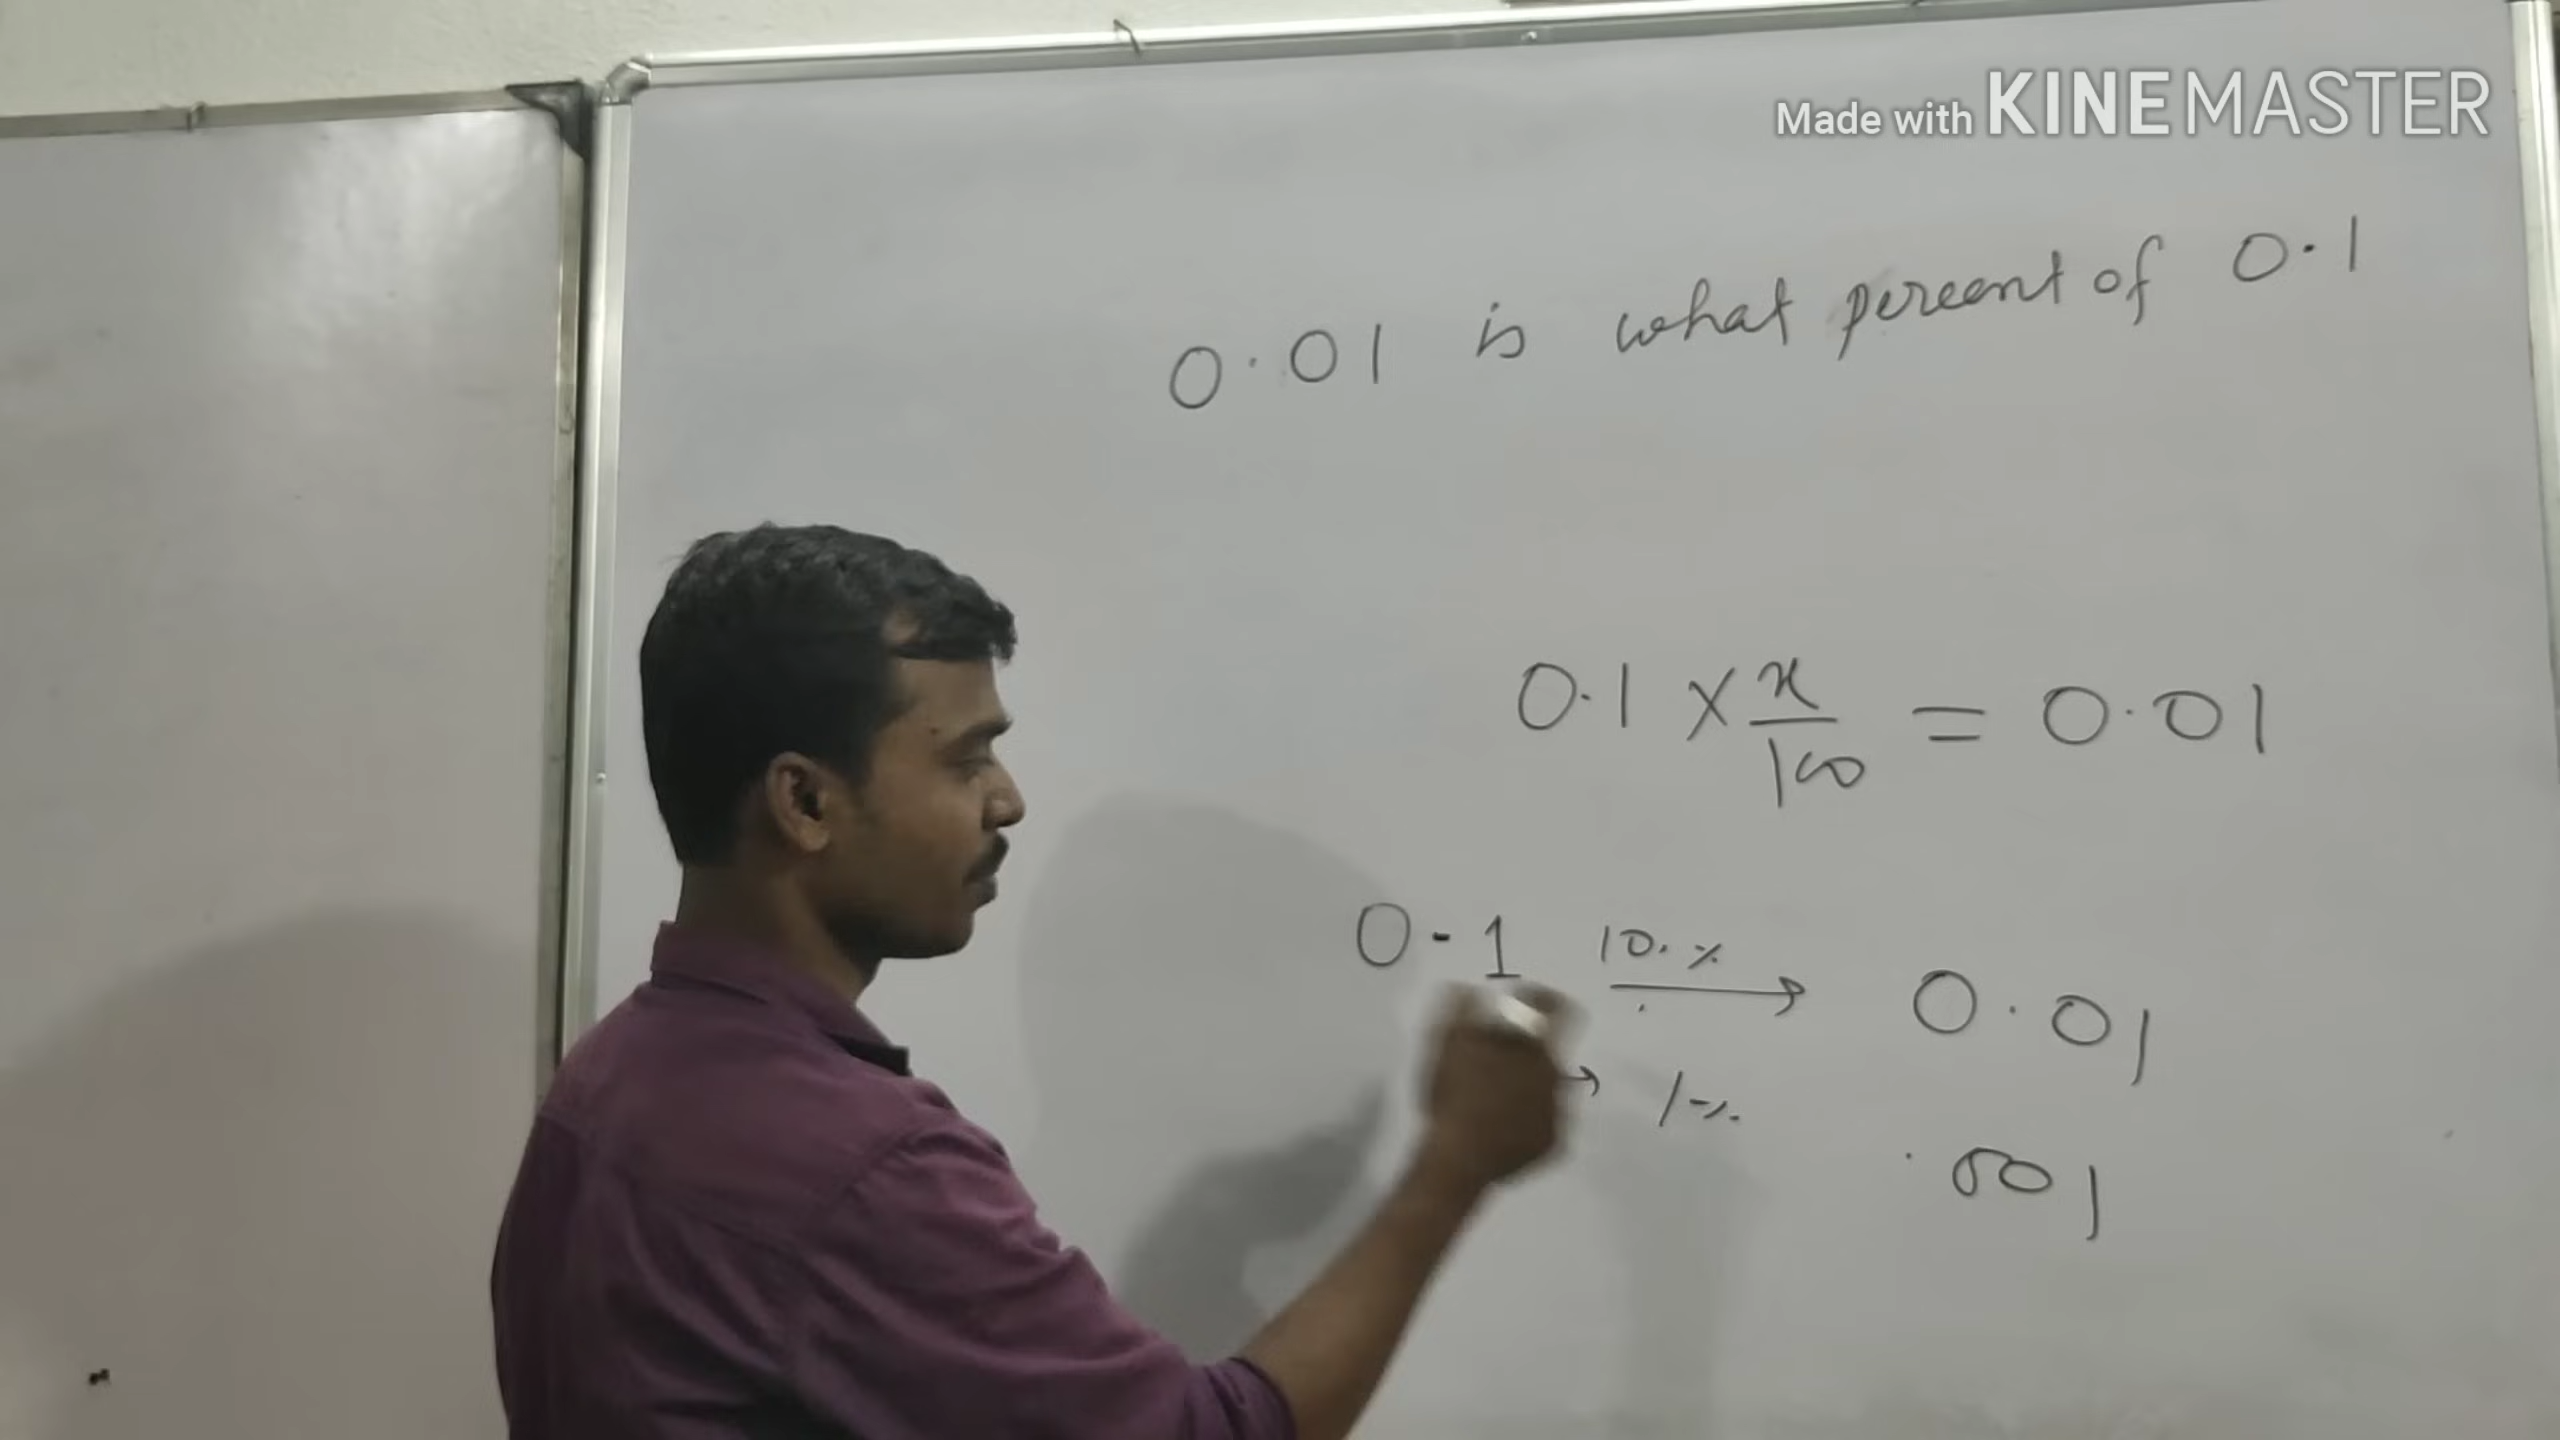 Made with KINEMASTER
0.01 is what percent of 0.1
0.1 × x/100 = 0.01
0.1 10.% → 0.01
→ 1% .001